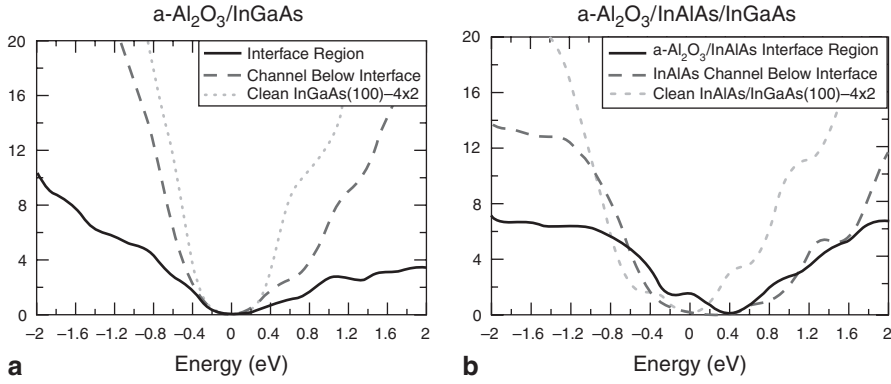 a-Al₂O₃/InGaAs
20
16
12
8
4
0
Interface Region
Channel Below Interface
Clean InGaAs(100)–4x2
−2 −1.6 −1.2 −0.8 −0.4 0 0.4 0.8 1.2 1.6 2
Energy (eV)
a
a-Al₂O₃/InAlAs/InGaAs
20
16
12
8
4
0
a-Al₂O₃/InAlAs Interface Region
InAlAs Channel Below Interface
Clean InAlAs/InGaAs(100)–4x2
−2 −1.6 −1.2 −0.8 −0.4 0 0.4 0.8 1.2 1.6 2
Energy (eV)
b